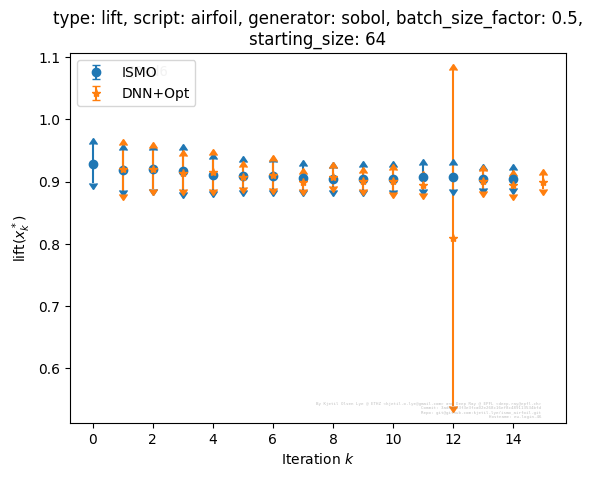 type: lift, script: airfoil, generator: sobol, batch_size_factor: 0.5,
starting_size: 64
ISMO
DNN+Opt
1.1
1.0
0.9
0.8
0.7
0.6
lift(x_k^*)
0 2 4 6 8 10 12 14
Iteration k